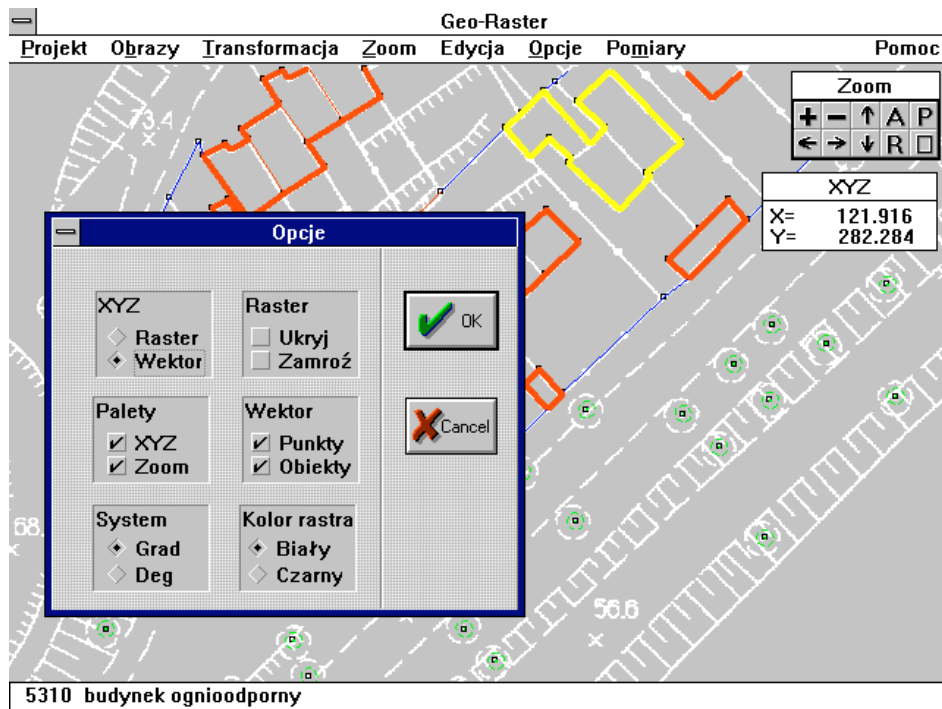 Geo-Raster
Projekt Obrazy Transformacja Zoom Edycja Opcje Pomiary Pomoc
73.4
Zoom
+ - ↑ A P
← → ↓ R
XYZ
X= 121.916
Y= 282.284
Opcje
XYZ
Raster
Wektor
Raster
Ukryj
Zamroź
OK
Palety
XYZ
Zoom
Wektor
Punkty
Obiekty
Cancel
System
Grad
Deg
Kolor rastra
Biały
Czarny
68.
56.6
5310 budynek ognioodporny